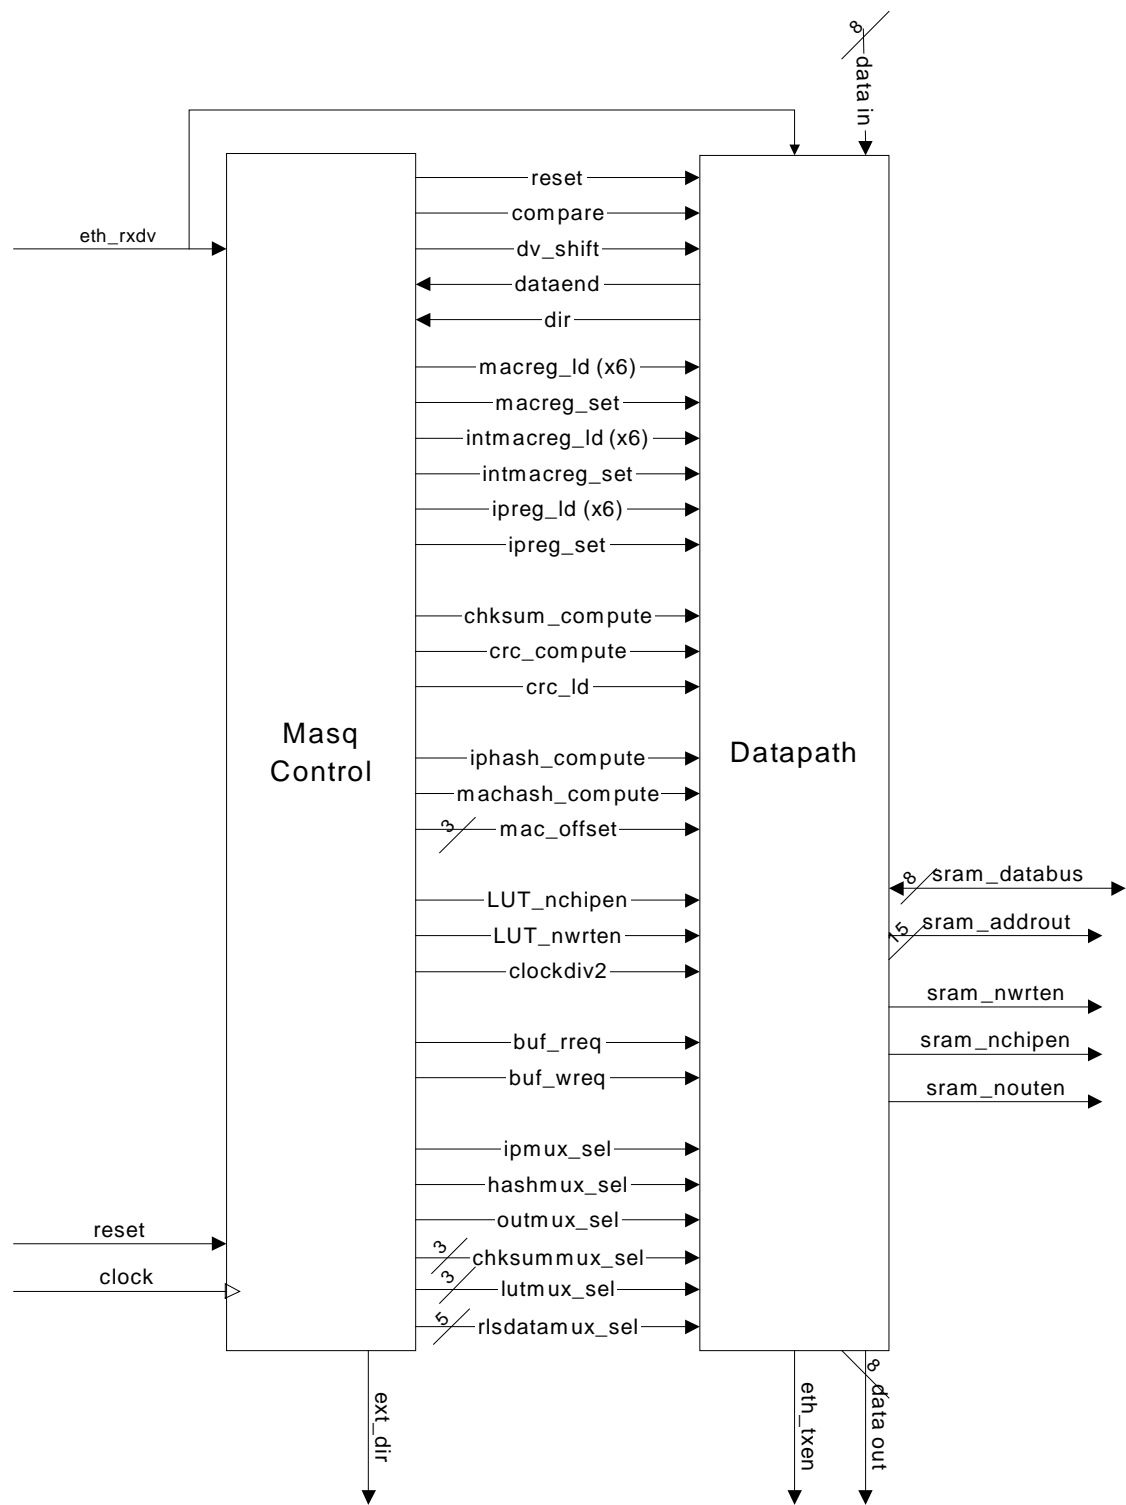 8
data in
eth_rxdv
reset
compare
dv_shift
dataend
dir
macreg_ld (x6)
macreg_set
intmacreg_ld (x6)
intmacreg_set
ipreg_ld (x6)
ipreg_set
chksum_compute
crc_compute
crc_ld
Masq
Control
Datapath
iphash_compute
machash_compute
3
mac_offset
8
sram_databus
LUT_nchipen
15
sram_addrout
LUT_nwrten
clockdiv2
sram_nwrten
buf_rreq
sram_nchipen
buf_wreq
sram_nouten
ipmux_sel
hashmux_sel
outmux_sel
reset
3
chksummux_sel
clock
3
lutmux_sel
5
rlsdatamux_sel
ext_dir
eth_txen
8
data out